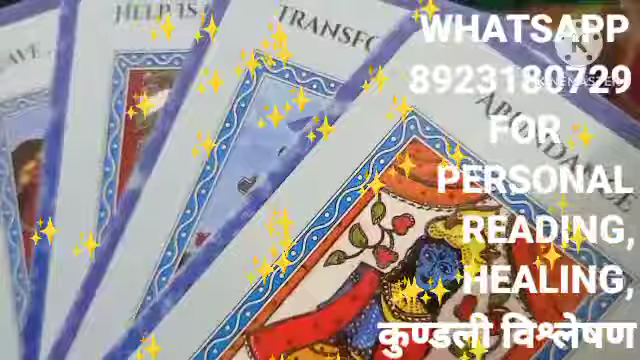 HELP IS
TRANSFO
ABUNDANCE
WHATSAPP
8923180729
FOR
PERSONAL
READING,
HEALING,
कुण्डली विश्लेषण